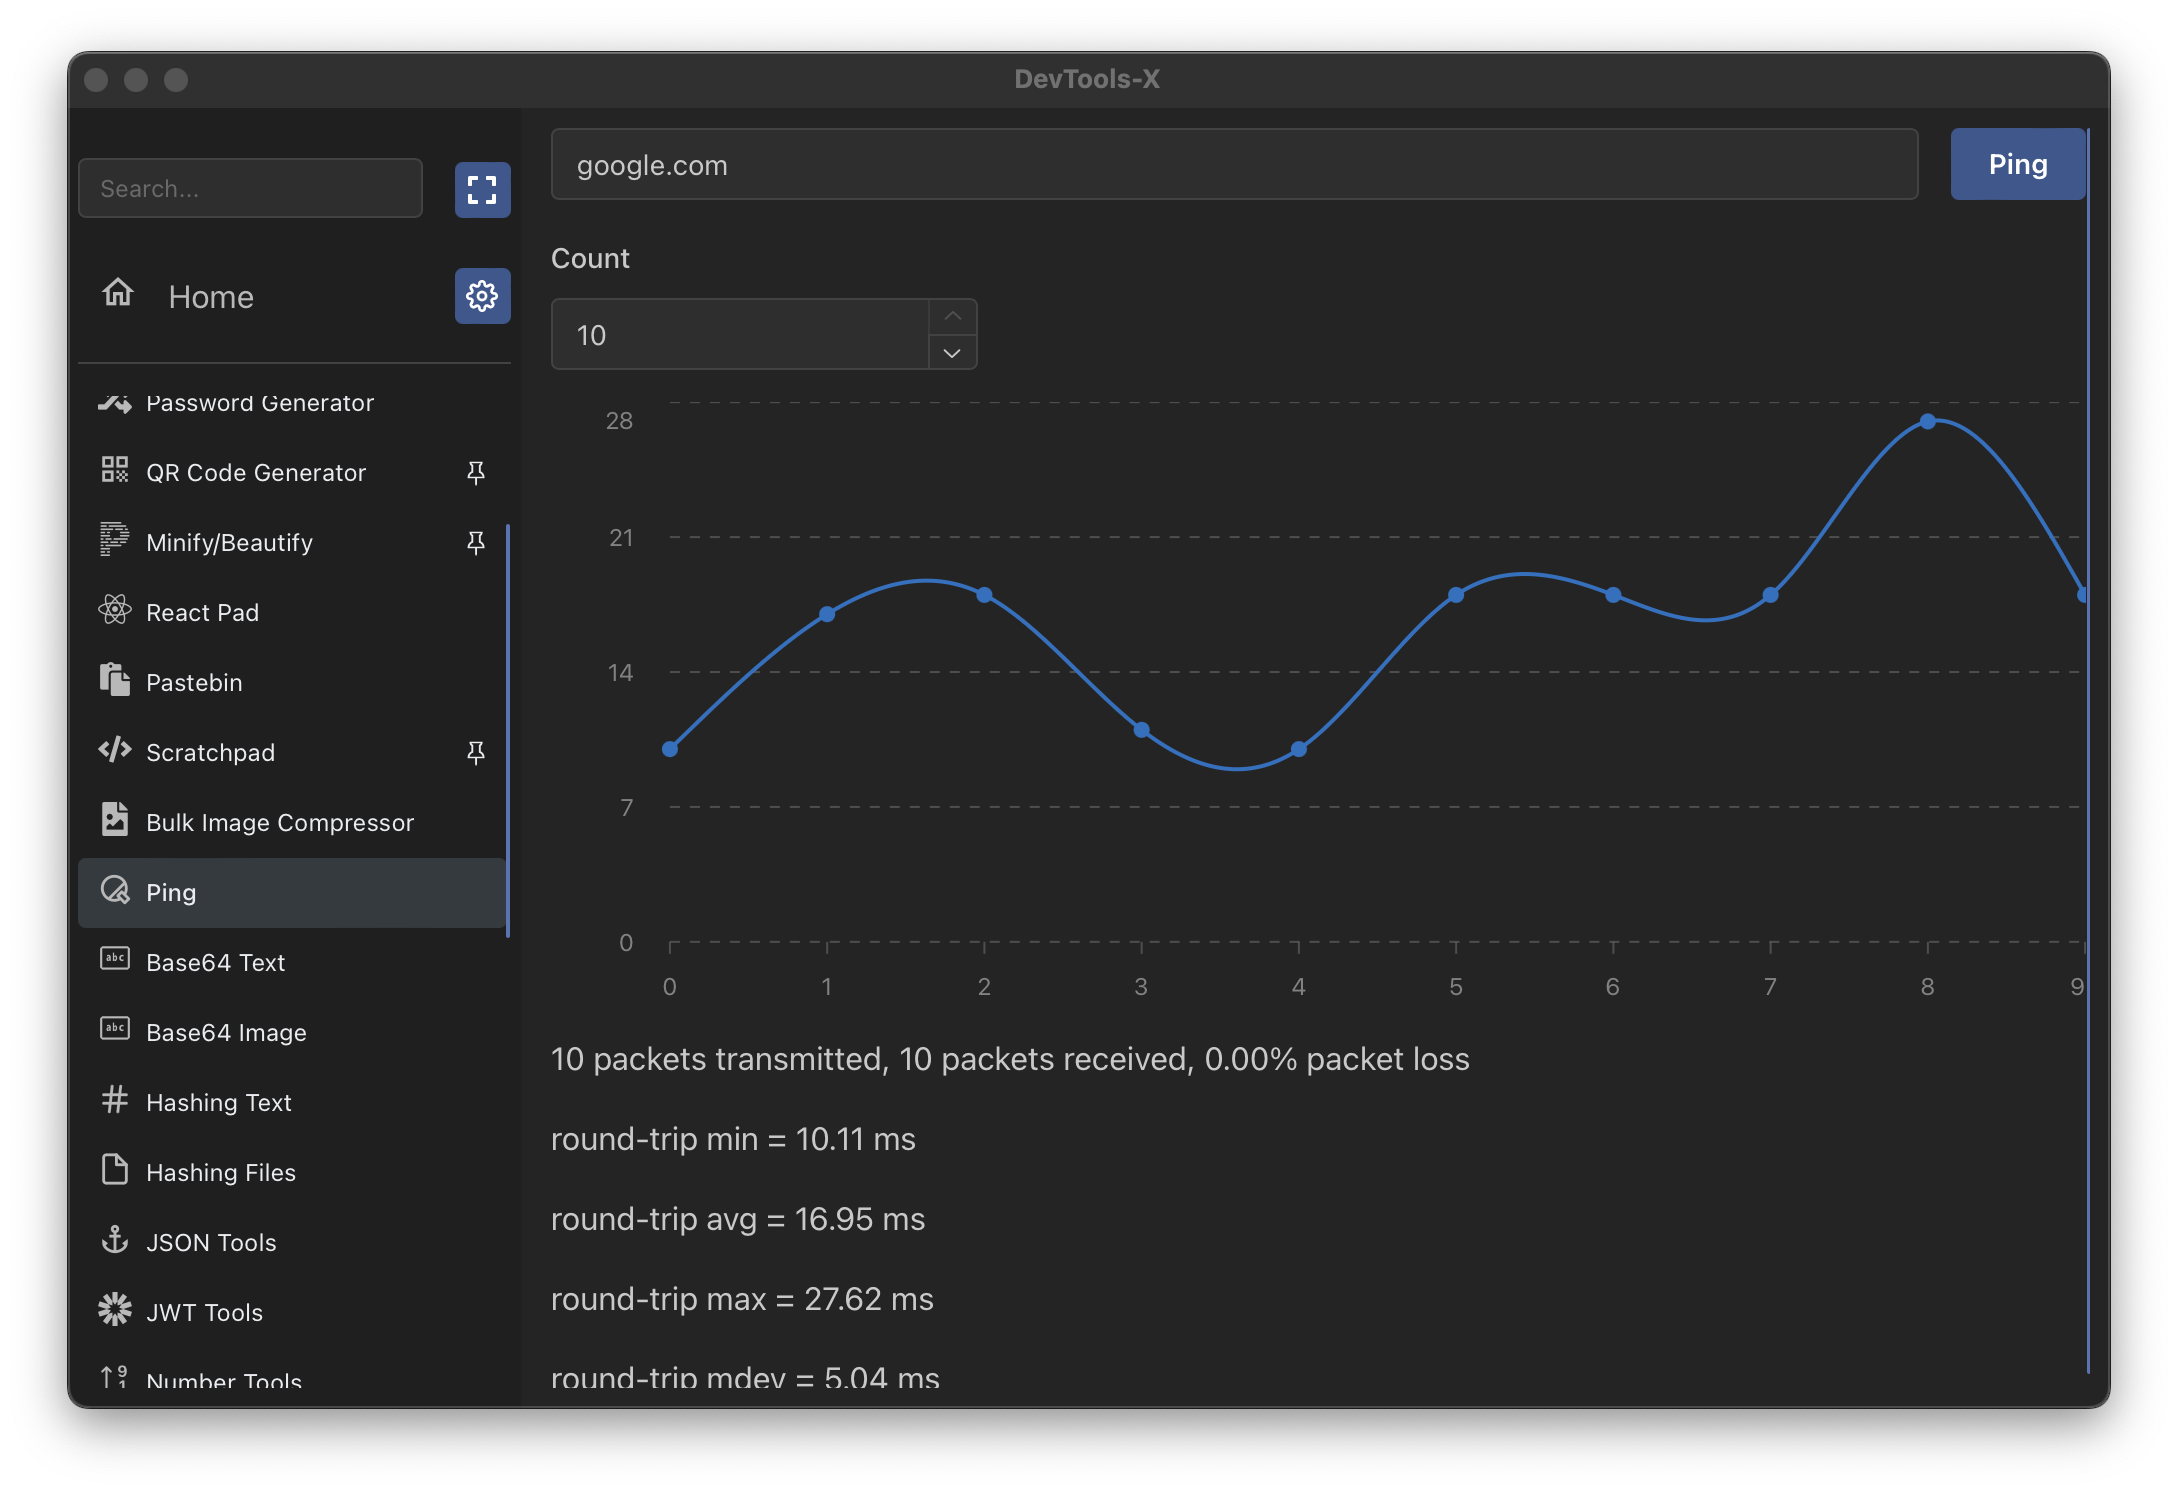 DevTools-X
Search...
Home
Password Generator
QR Code Generator
Minify/Beautify
React Pad
Pastebin
Scratchpad
Bulk Image Compressor
Ping
abc Base64 Text
abc Base64 Image
Hashing Text
Hashing Files
JSON Tools
JWT Tools
Number Tools
google.com
Ping
Count
10
28
21
14
7
0
0 1 2 3 4 5 6 7 8 9
10 packets transmitted, 10 packets received, 0.00% packet loss
round-trip min = 10.11 ms
round-trip avg = 16.95 ms
round-trip max = 27.62 ms
round-trip mdev = 5.04 ms